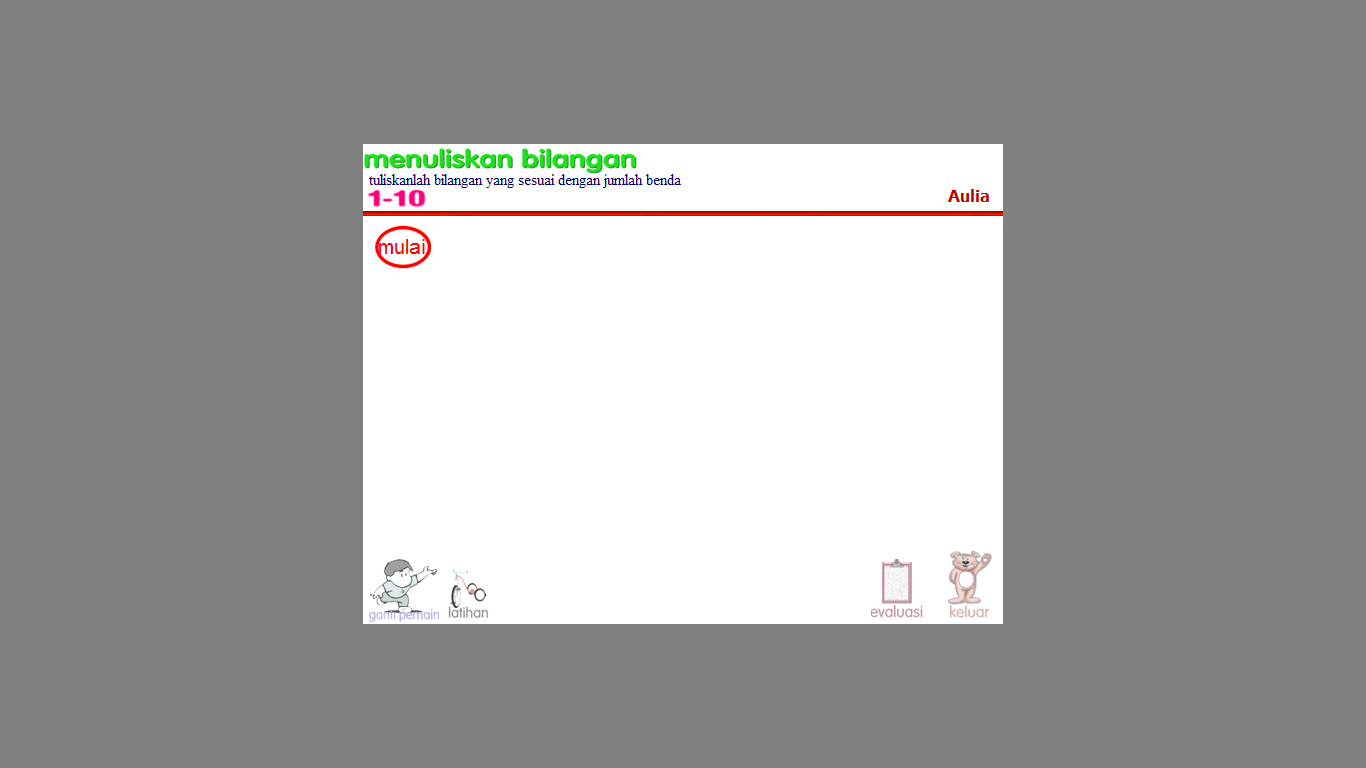 menuliskan bilangan
tuliskanlah bilangan yang sesuai dengan jumlah benda
1-10
Aulia
mulai
ganti pemain
latihan
evaluasi
keluar